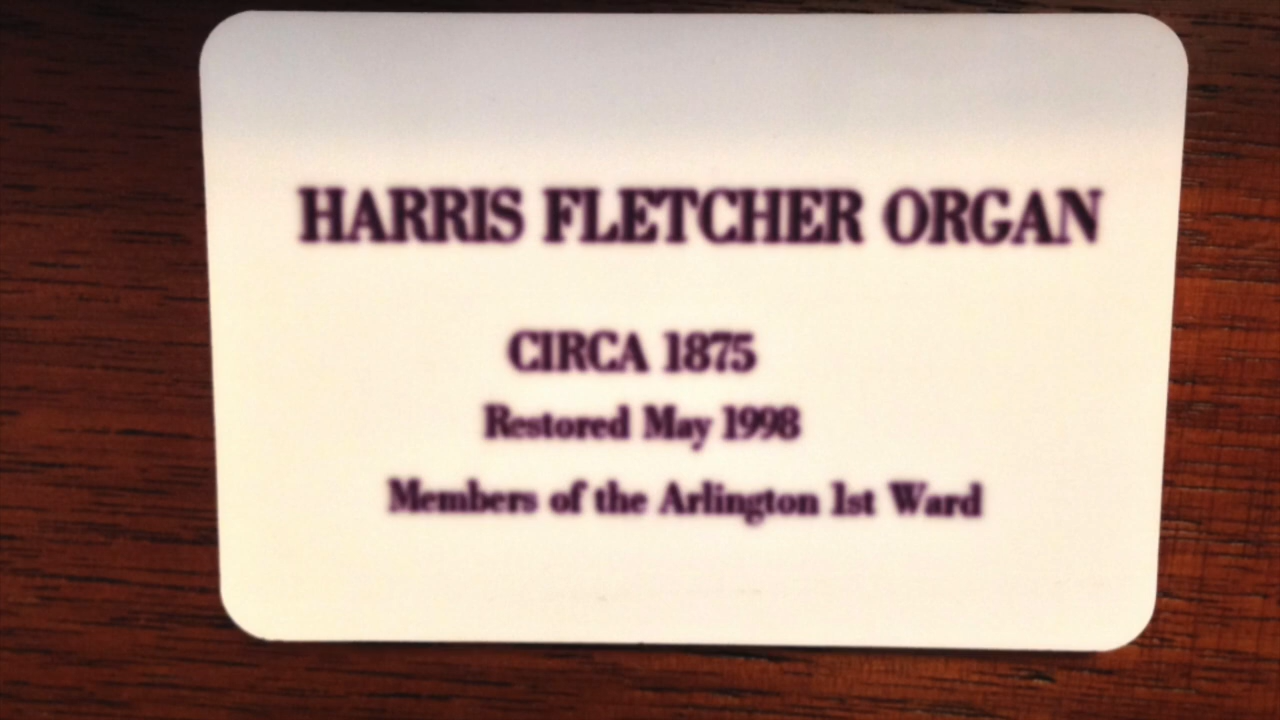 HARRIS FLETCHER ORGAN
CIRCA 1875
Restored May 1998
Members of the Arlington 1st Ward